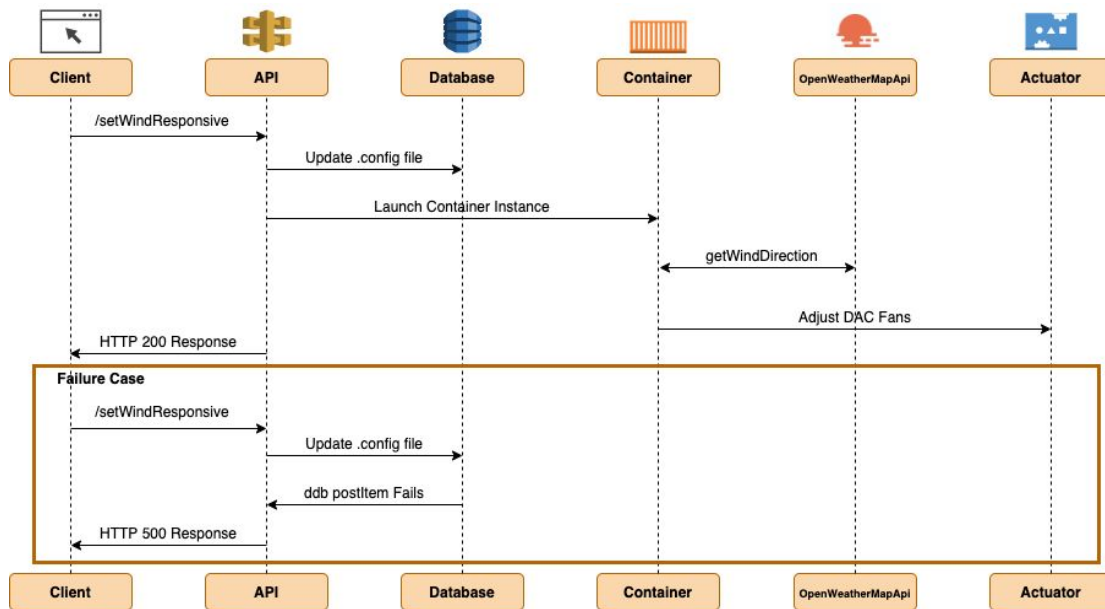 Client
API
Database
Container
OpenWeatherMapApi
Actuator
/setWindResponsive
Update .config file
Launch Container Instance
getWindDirection
Adjust DAC Fans
HTTP 200 Response
Failure Case
/setWindResponsive
Update .config file
ddb postItem Fails
HTTP 500 Response
Client
API
Database
Container
OpenWeatherMapApi
Actuator